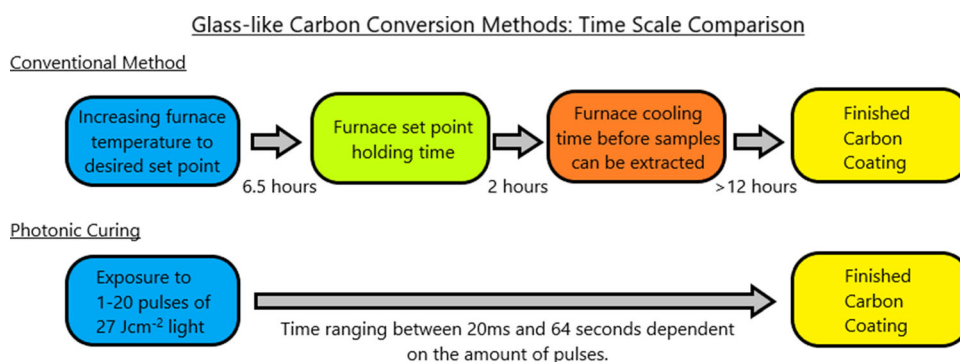 Glass-like Carbon Conversion Methods: Time Scale Comparison
Conventional Method
Increasing furnace
temperature to
desired set point
6.5 hours
Furnace set point
holding time
2 hours
Furnace cooling
time before samples
can be extracted
>12 hours
Finished
Carbon
Coating
Photonic Curing
Exposure to
1-20 pulses of
27 Jcm⁻² light
Time ranging between 20ms and 64 seconds dependent
on the amount of pulses.
Finished
Carbon
Coating